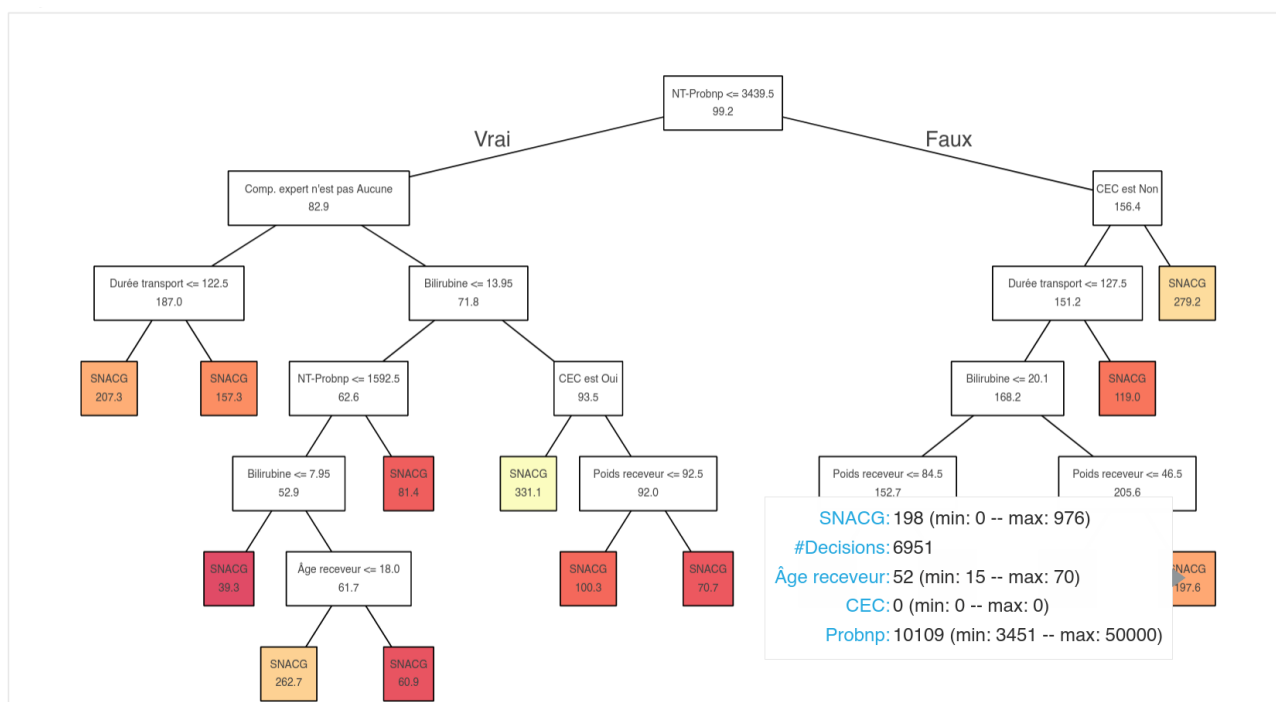 NT-Probnp <= 3439.5
99.2
Vrai
Faux
Comp. expert n'est pas Aucune
82.9
CEC est Non
156.4
Durée transport <= 122.5
187.0
Bilirubine <= 13.95
71.8
Durée transport <= 127.5
151.2
SNACG
279.2
SNACG
207.3
SNACG
157.3
NT-Probnp <= 1592.5
62.6
CEC est Oui
93.5
Bilirubine <= 20.1
168.2
SNACG
119.0
Bilirubine <= 7.95
52.9
SNACG
81.4
SNACG
331.1
Poids receveur <= 92.5
92.0
Poids receveur <= 84.5
152.7
Poids receveur <= 46.5
205.6
SNACG: 198 (min: 0 -- max: 976)
#Decisions: 6951
Âge receveur: 52 (min: 15 -- max: 70)
CEC: 0 (min: 0 -- max: 0)
Probnp: 10109 (min: 3451 -- max: 50000)
SNACG
39.3
Âge receveur <= 18.0
61.7
SNACG
100.3
SNACG
70.7
197.6
SNACG
262.7
SNACG
60.9